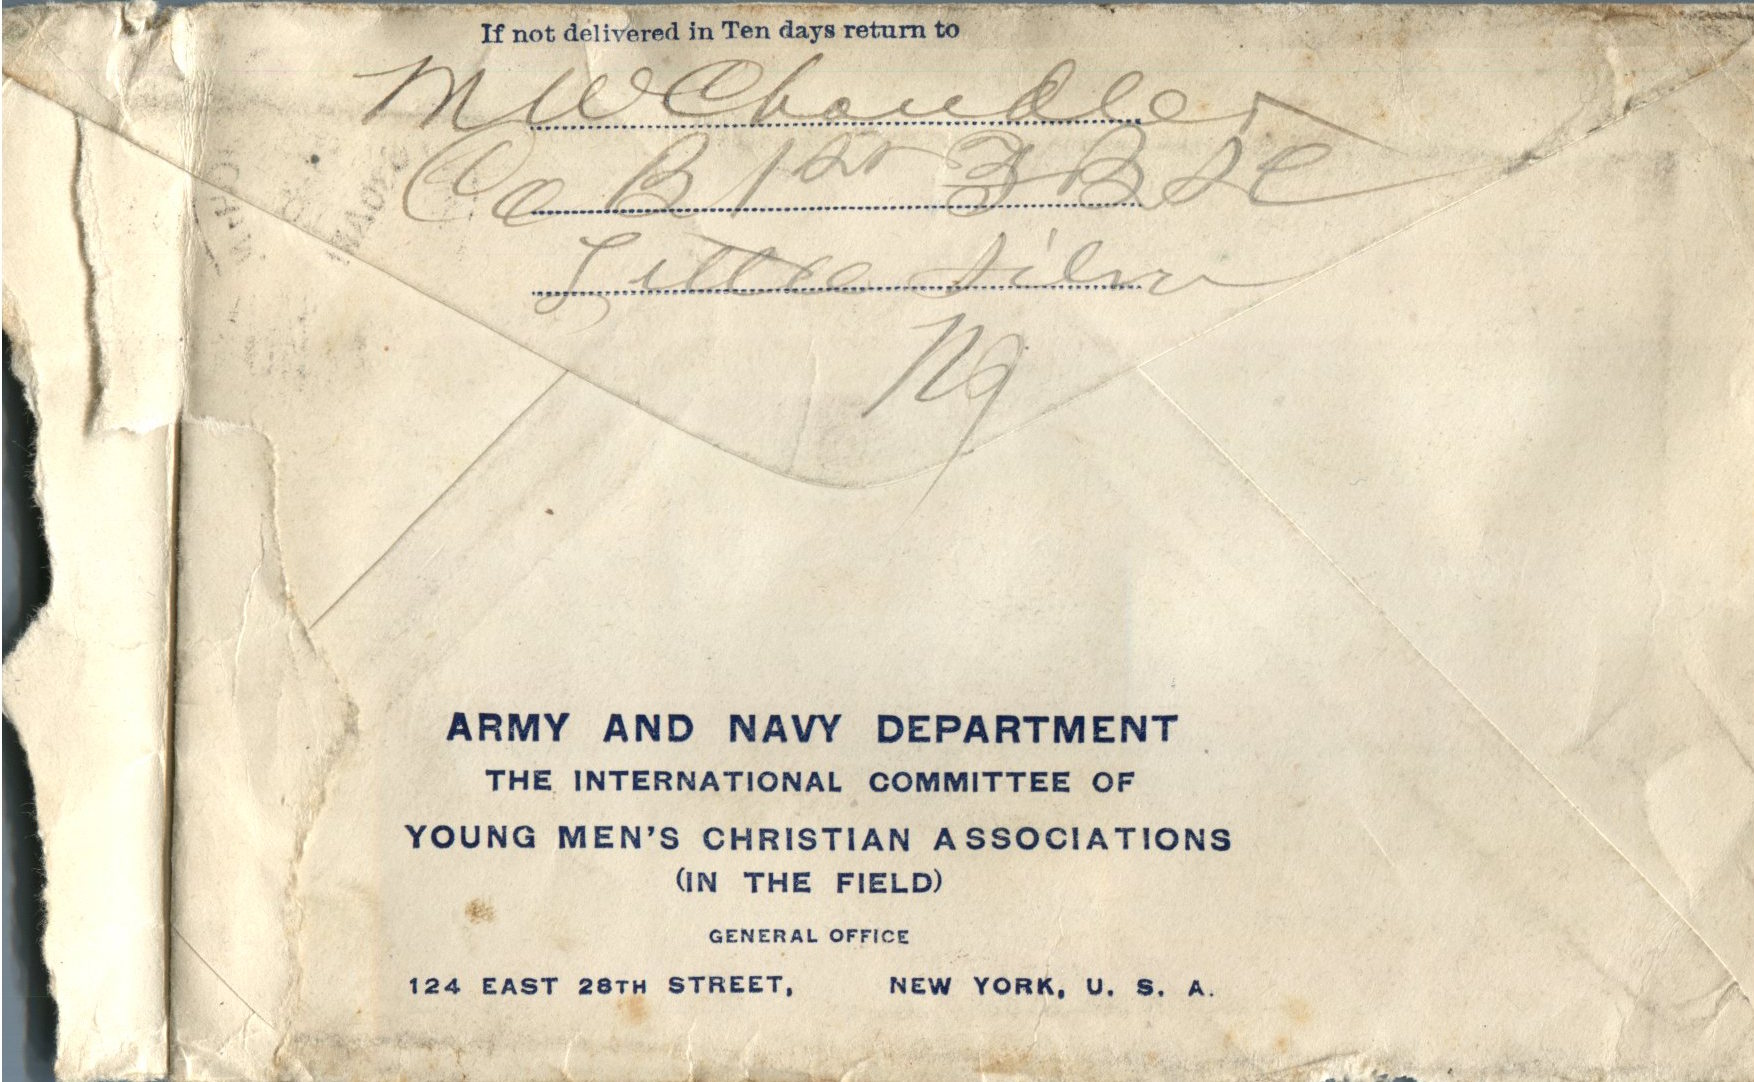 If not delivered in Ten days return to
M W Chandler
Co B 1st F B S C
Little Silver
NJ
ARMY AND NAVY DEPARTMENT
THE INTERNATIONAL COMMITTEE OF
YOUNG MEN'S CHRISTIAN ASSOCIATIONS
(IN THE FIELD)
GENERAL OFFICE
124 EAST 28TH STREET, NEW YORK, U. S. A.